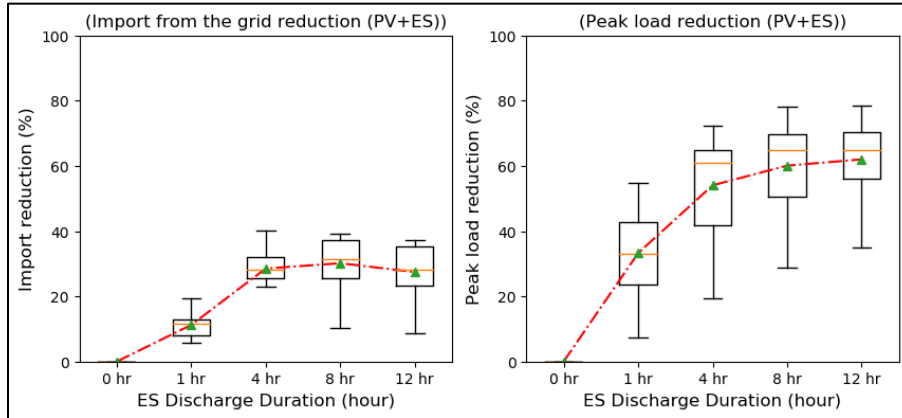 (Import from the grid reduction (PV+ES))
Import reduction (%)
100
80
60
40
20
0
0 hr 1 hr 4 hr 8 hr 12 hr
ES Discharge Duration (hour)
(Peak load reduction (PV+ES))
Peak load reduction (%)
100
80
60
40
20
0
0 hr 1 hr 4 hr 8 hr 12 hr
ES Discharge Duration (hour)